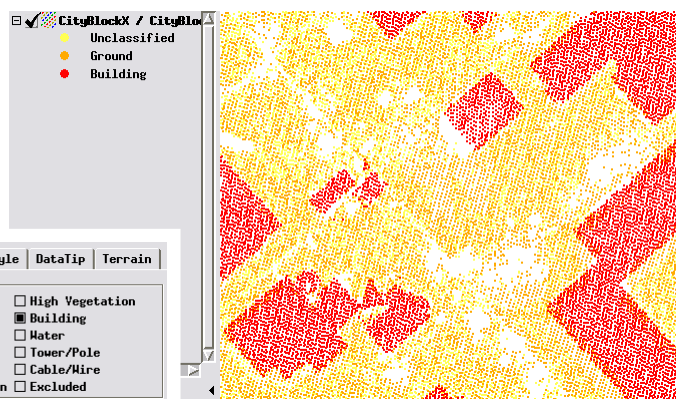 CityBlockX / CityBlo
Unclassified
Ground
Building
yle DataTip Terrain
High Vegetation
Building
Water
Tower/Pole
Cable/Wire
n Excluded